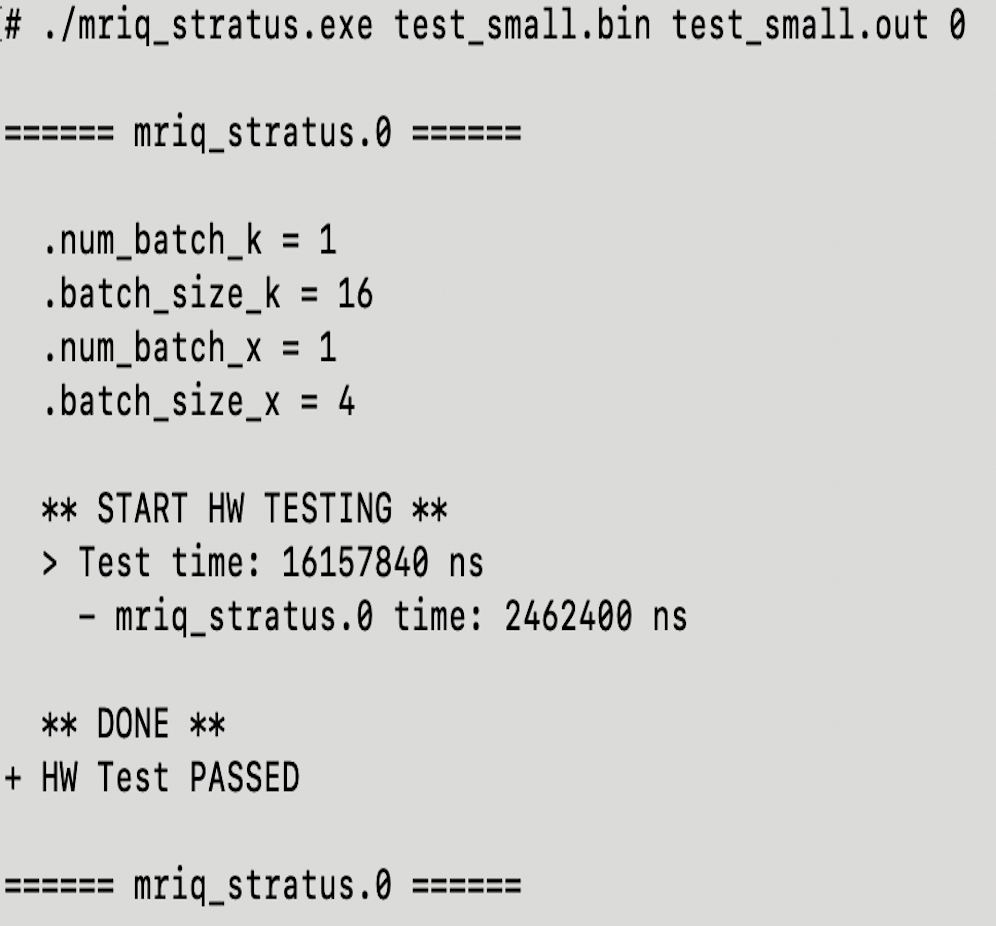 # ./mriq_stratus.exe test_small.bin test_small.out 0
====== mriq_stratus.0 ======
.num_batch_k = 1
.batch_size_k = 16
.num_batch_x = 1
.batch_size_x = 4
** START HW TESTING **
> Test time: 16157840 ns
- mriq_stratus.0 time: 2462400 ns
** DONE **
+ HW Test PASSED
====== mriq_stratus.0 ======